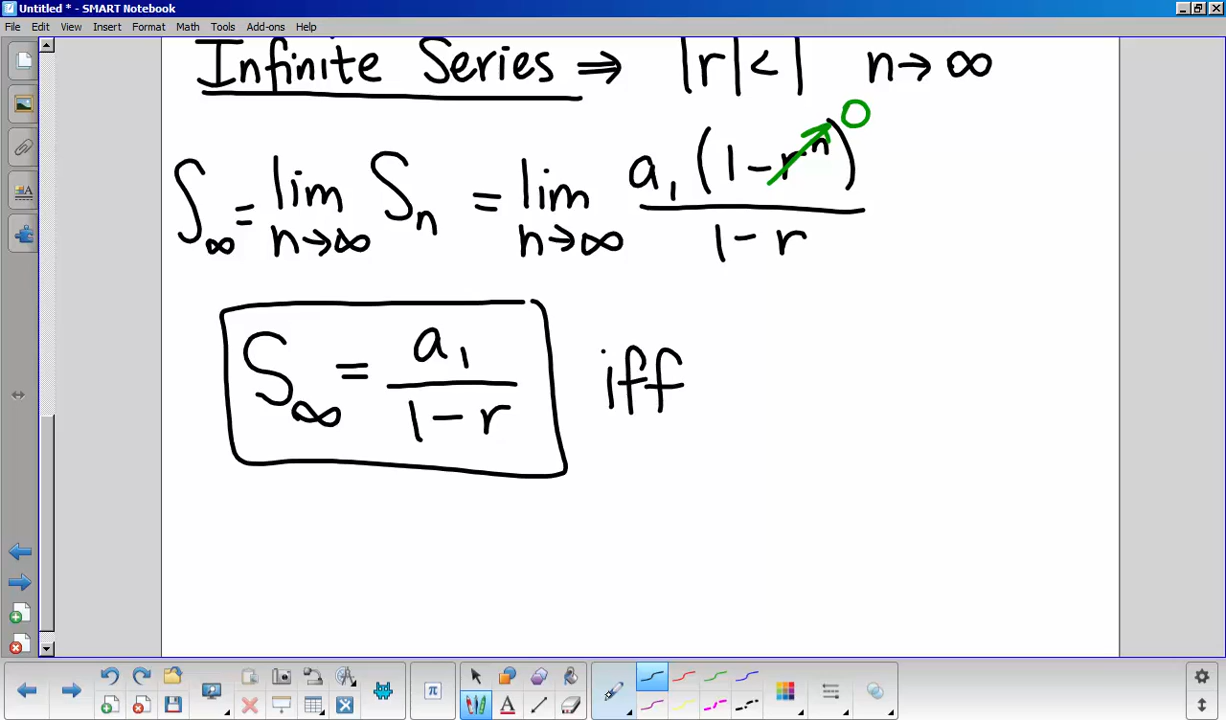 Untitled * - SMART Notebook
File Edit View Insert Format Math Tools Add-ons Help
Infinite Series ⇒ |r|<| n→∞
S∞ = lim n→∞ Sn = lim n→∞ a₁(1-rⁿ) / 1-r
0
S∞ = a₁ / 1-r iff
π
A